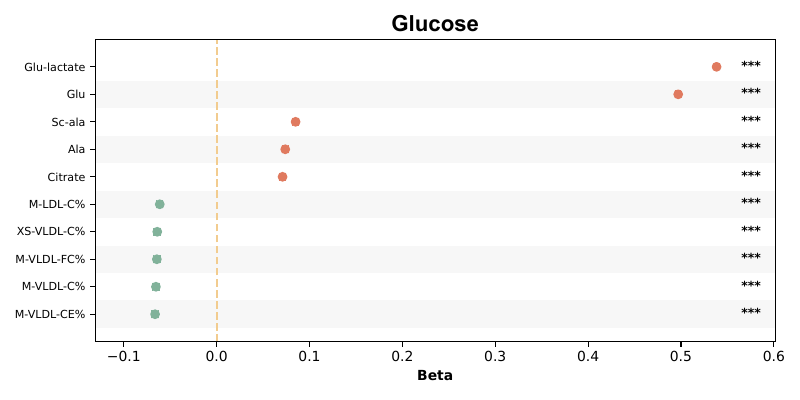 Glucose
Glu-lactate ***
Glu ***
Sc-ala ***
Ala ***
Citrate ***
M-LDL-C% ***
XS-VLDL-C% ***
M-VLDL-FC% ***
M-VLDL-C% ***
M-VLDL-CE% ***
−0.1 0.0 0.1 0.2 0.3 0.4 0.5 0.6
Beta